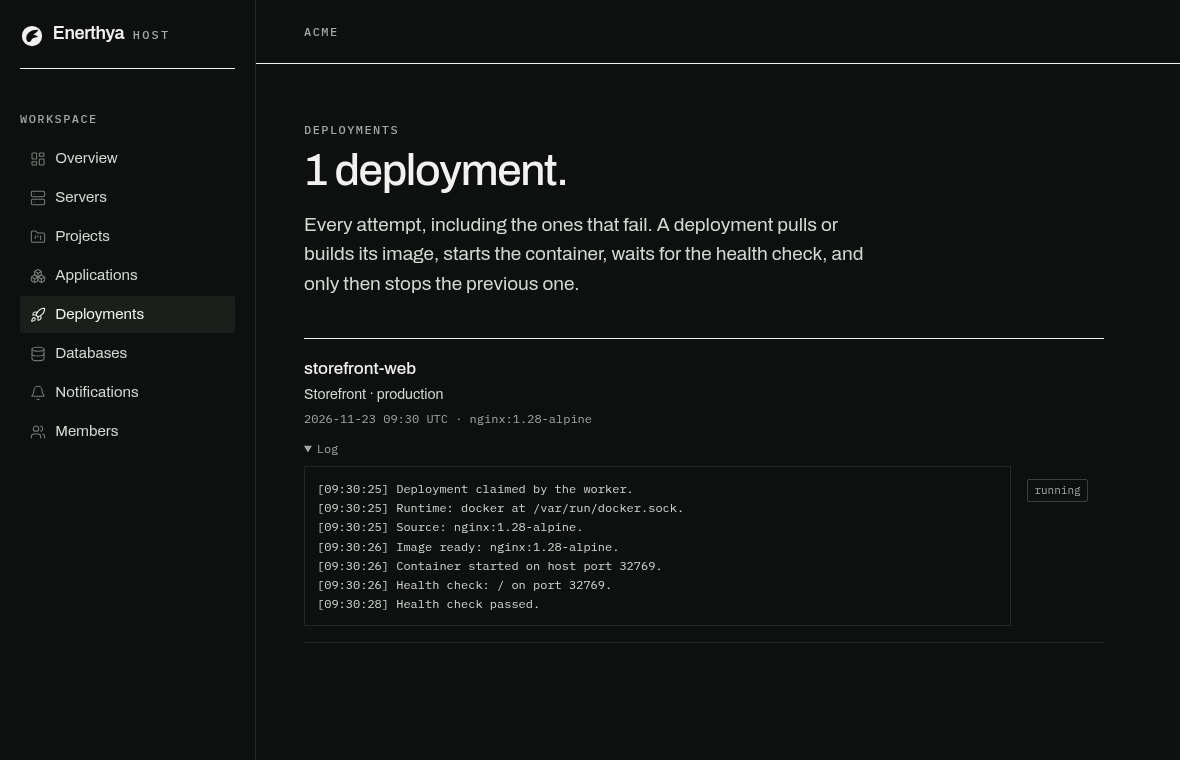 Enerthya HOST
ACME
WORKSPACE
Overview
Servers
Projects
Applications
Deployments
Databases
Notifications
Members
DEPLOYMENTS
1 deployment.
Every attempt, including the ones that fail. A deployment pulls or
builds its image, starts the container, waits for the health check, and
only then stops the previous one.
storefront-web
Storefront · production
2026-11-23 09:30 UTC · nginx:1.28-alpine
▼ Log
[09:30:25] Deployment claimed by the worker.
[09:30:25] Runtime: docker at /var/run/docker.sock.
[09:30:25] Source: nginx:1.28-alpine.
[09:30:26] Image ready: nginx:1.28-alpine.
[09:30:26] Container started on host port 32769.
[09:30:26] Health check: / on port 32769.
[09:30:28] Health check passed.
running